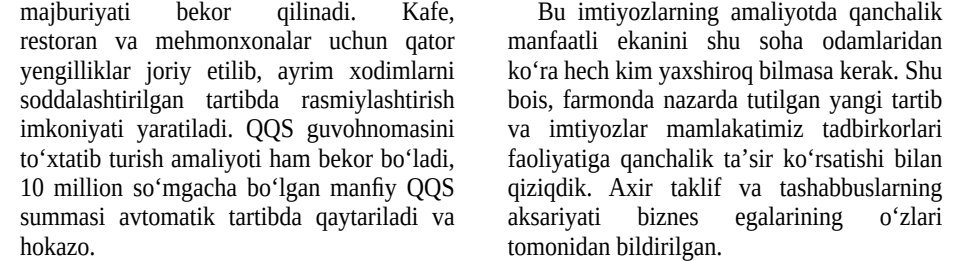 majburiyati bekor qilinadi. Kafe,
restoran va mehmonxonalar uchun qator
yengilliklar joriy etilib, ayrim xodimlarni
soddalashtirilgan tartibda rasmiylashtirish
imkoniyati yaratiladi. QQS guvohnomasini
to‘xtatib turish amaliyoti ham bekor bo‘ladi,
10 million so‘mgacha bo‘lgan manfiy QQS
summasi avtomatik tartibda qaytariladi va
hokazo.
Bu imtiyozlarning amaliyotda qanchalik
manfaatli ekanini shu soha odamlaridan
ko‘ra hech kim yaxshiroq bilmasa kerak. Shu
bois, farmonda nazarda tutilgan yangi tartib
va imtiyozlar mamlakatimiz tadbirkorlari
faoliyatiga qanchalik ta’sir ko‘rsatishi bilan
qiziqdik. Axir taklif va tashabbuslarning
aksariyati biznes egalarining o‘zlari
tomonidan bildirilgan.